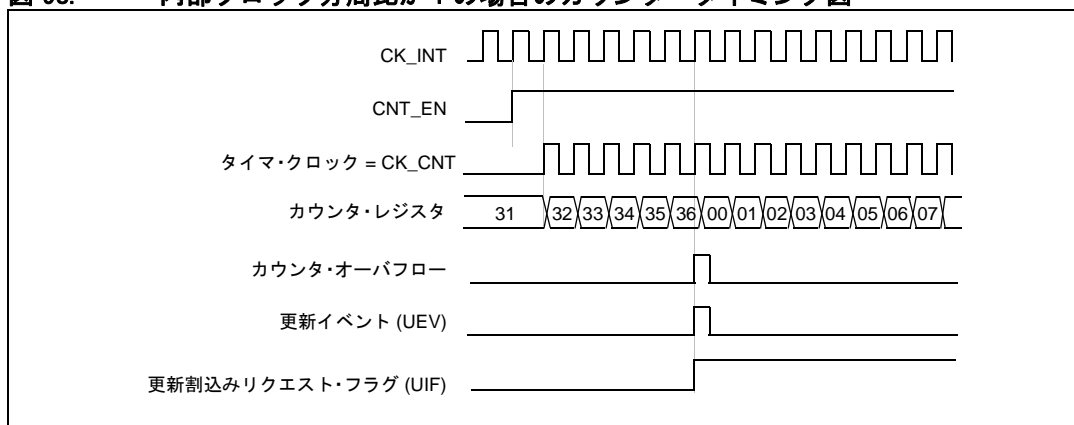 CK_INT
CNT_EN
タイマ・クロック = CK_CNT
カウンタ・レジスタ 31 32 33 34 35 36 00 01 02 03 04 05 06 07
カウンタ・オーバフロー
更新イベント (UEV)
更新割込みリクエスト・フラグ (UIF)